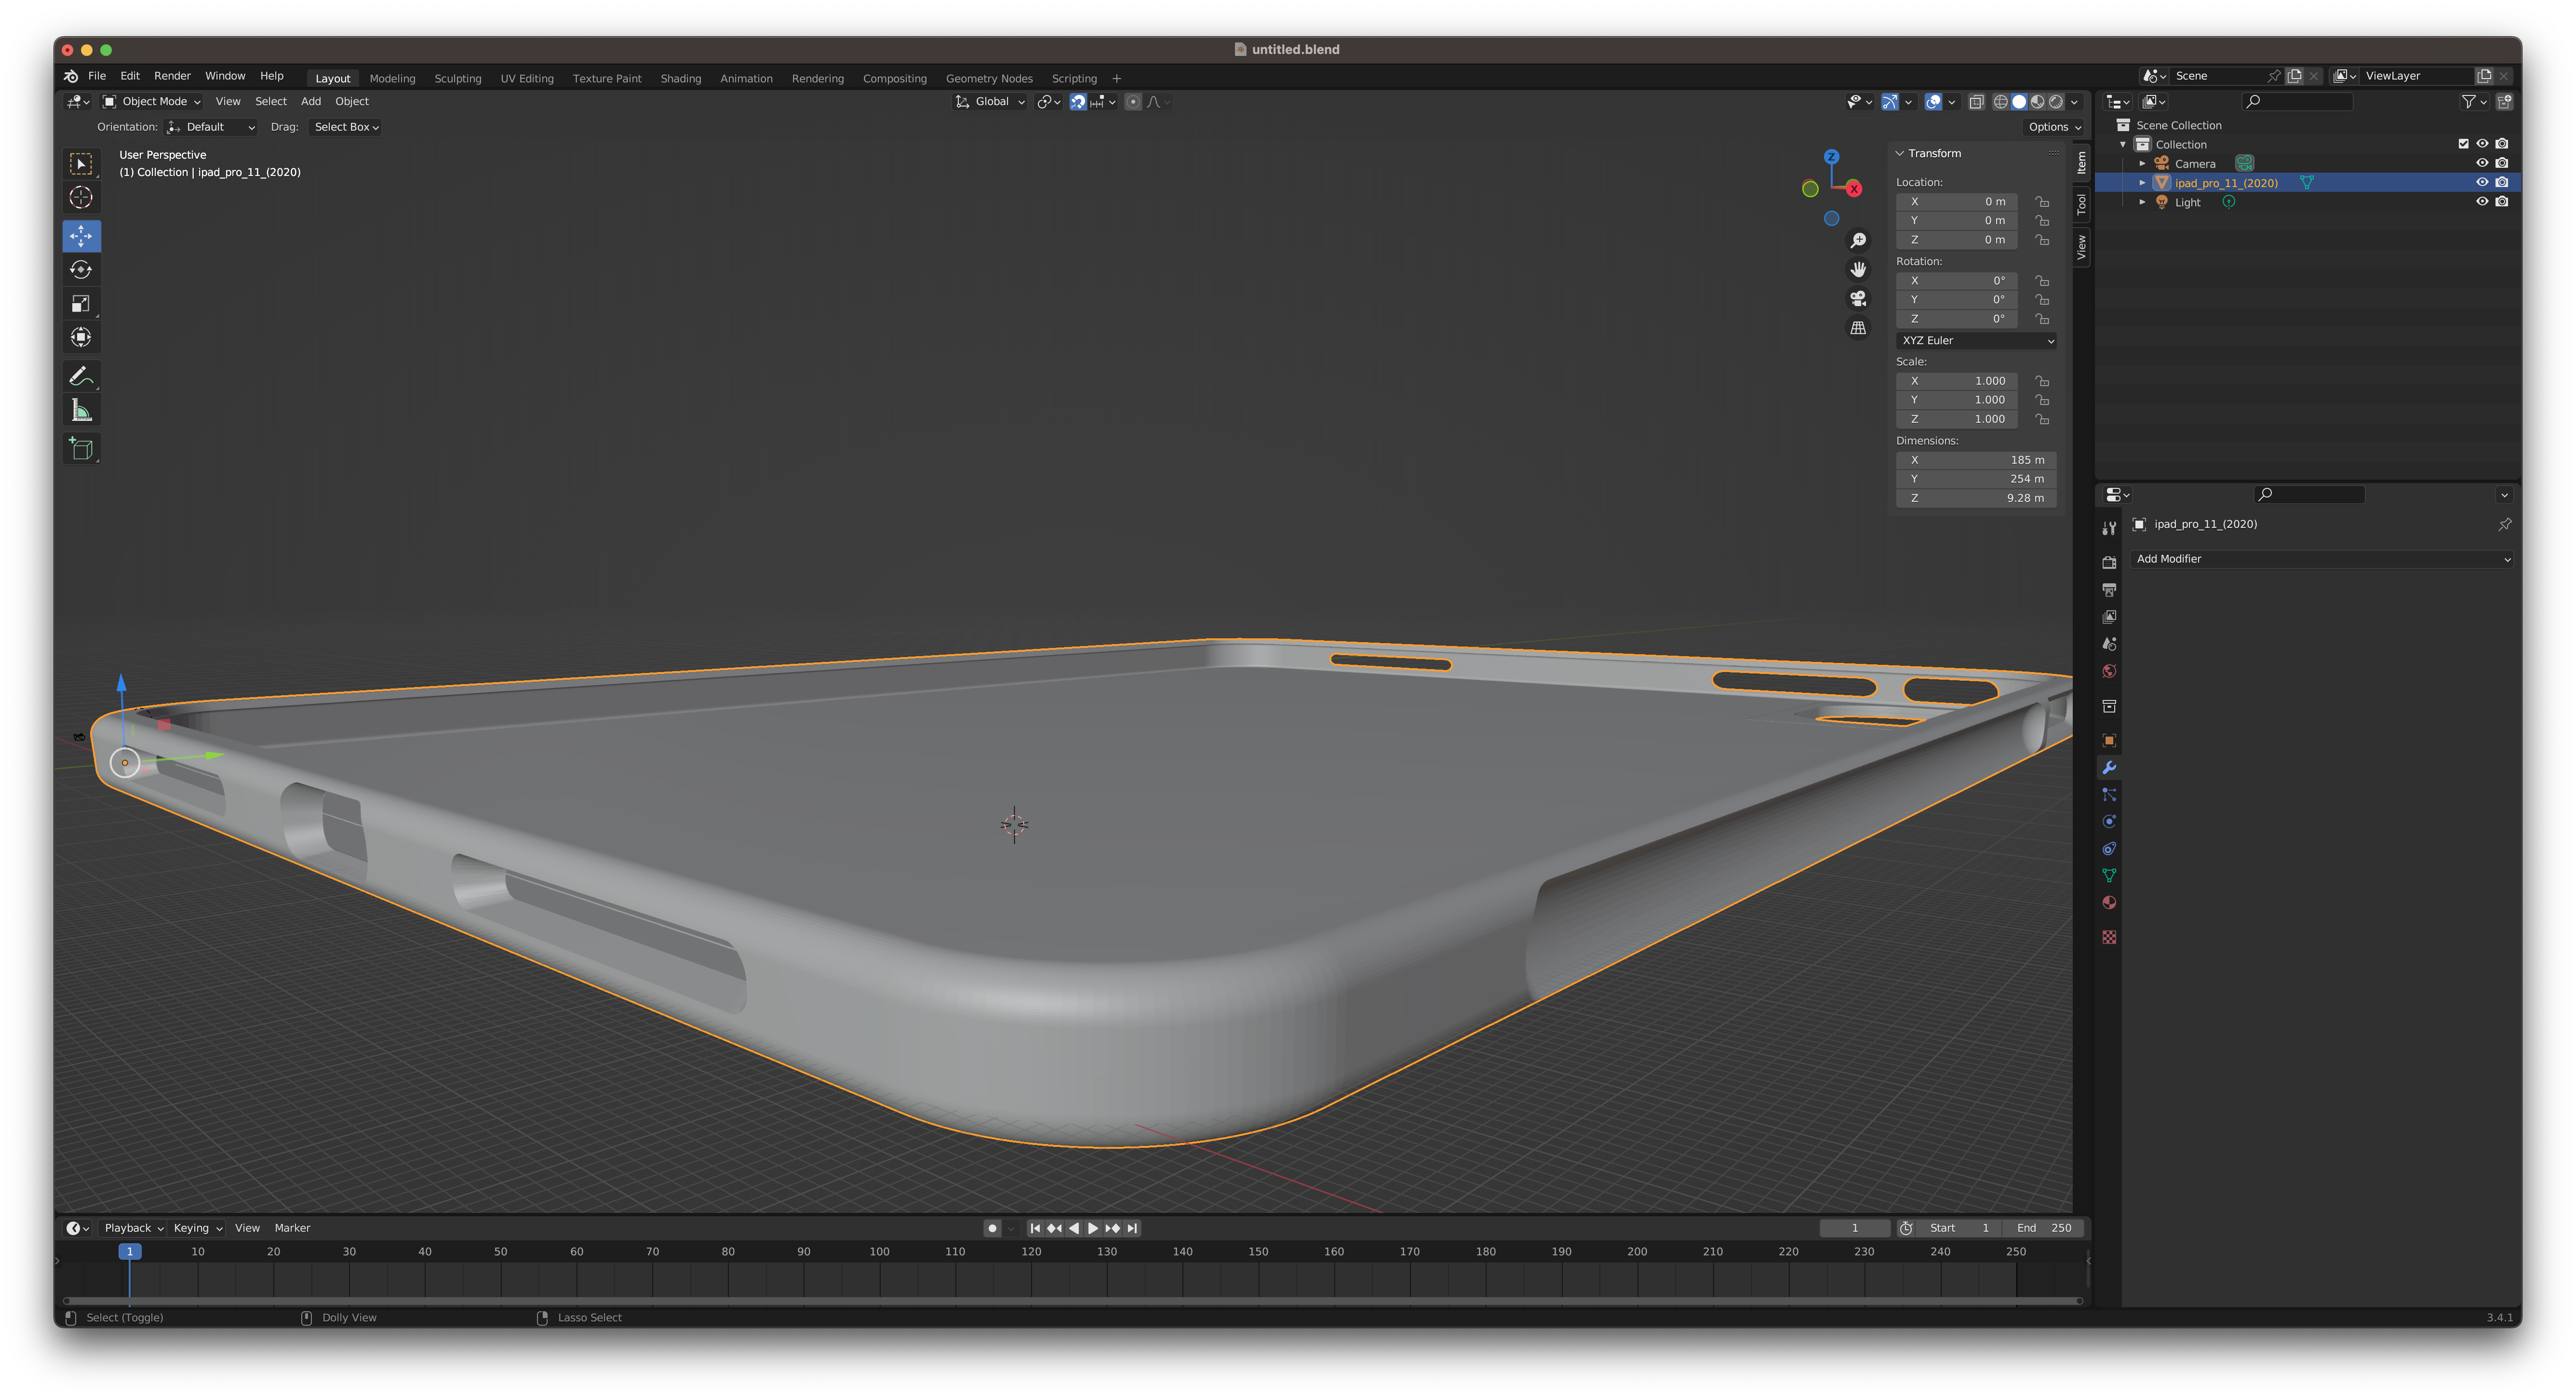 untitled.blend
File Edit Render Window Help Layout Modeling Sculpting UV Editing Texture Paint Shading Animation Rendering Compositing Geometry Nodes Scripting + Scene ViewLayer
Object Mode View Select Add Object Global
Orientation: Default Drag: Select Box Options
User Perspective
(1) Collection | ipad_pro_11_(2020)
Z
X
Transform
Location:
X 0 m
Y 0 m
Z 0 m
Rotation:
X 0°
Y 0°
Z 0°
XYZ Euler
Scale:
X 1.000
Y 1.000
Z 1.000
Dimensions:
X 185 m
Y 254 m
Z 9.28 m
Item
Tool
View
Scene Collection
Collection
Camera
ipad_pro_11_(2020)
Light
ipad_pro_11_(2020)
Add Modifier
Playback Keying View Marker 1 Start 1 End 250
1 10 20 30 40 50 60 70 80 90 100 110 120 130 140 150 160 170 180 190 200 210 220 230 240 250
Select (Toggle) Dolly View Lasso Select 3.4.1